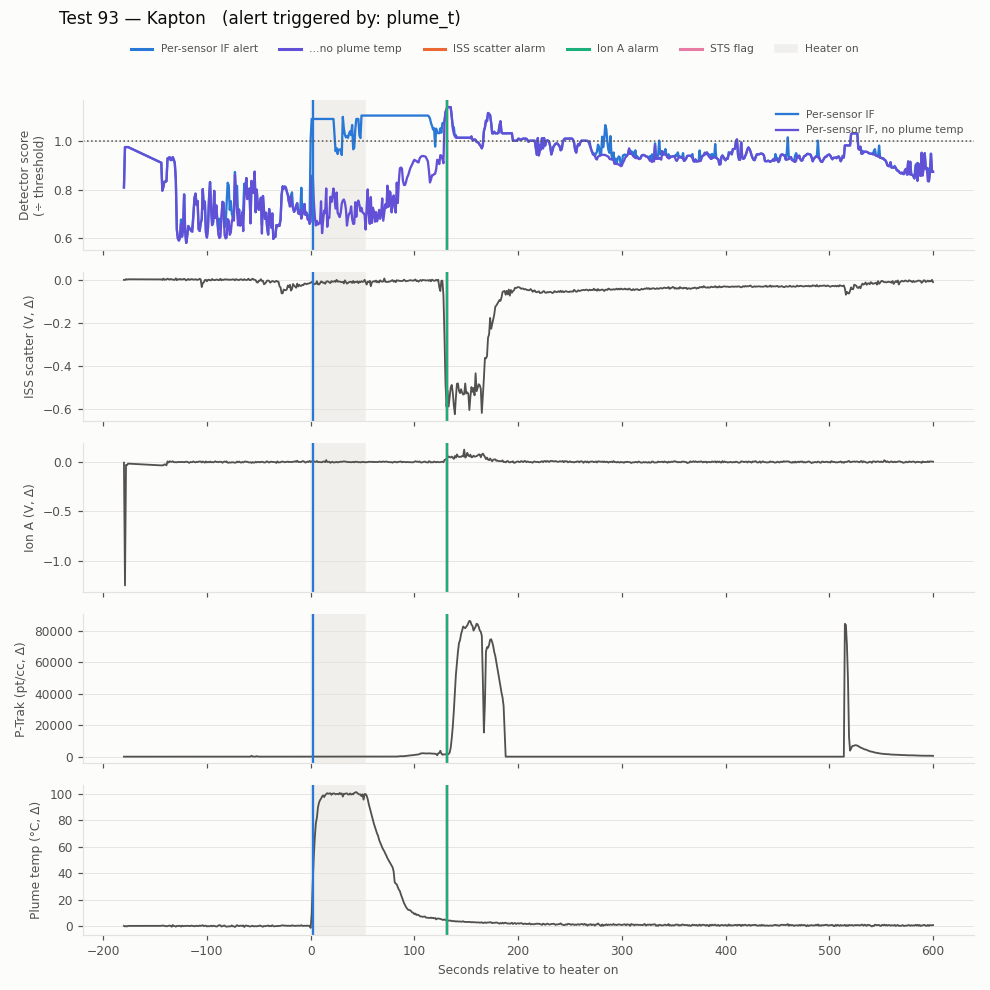 Test 93 — Kapton   (alert triggered by: plume_t)
Per-sensor IF alert
...no plume temp
ISS scatter alarm
Ion A alarm
STS flag
Heater on
Detector score
(÷ threshold)
1.0
0.8
0.6
Per-sensor IF
Per-sensor IF, no plume temp
ISS scatter (V, Δ)
0.0
−0.2
−0.4
−0.6
Ion A (V, Δ)
0.0
−0.5
−1.0
P-Trak (pt/cc, Δ)
80000
60000
40000
20000
0
Plume temp (°C, Δ)
100
80
60
40
20
0
−200
−100
0
100
200
300
400
500
600
Seconds relative to heater on